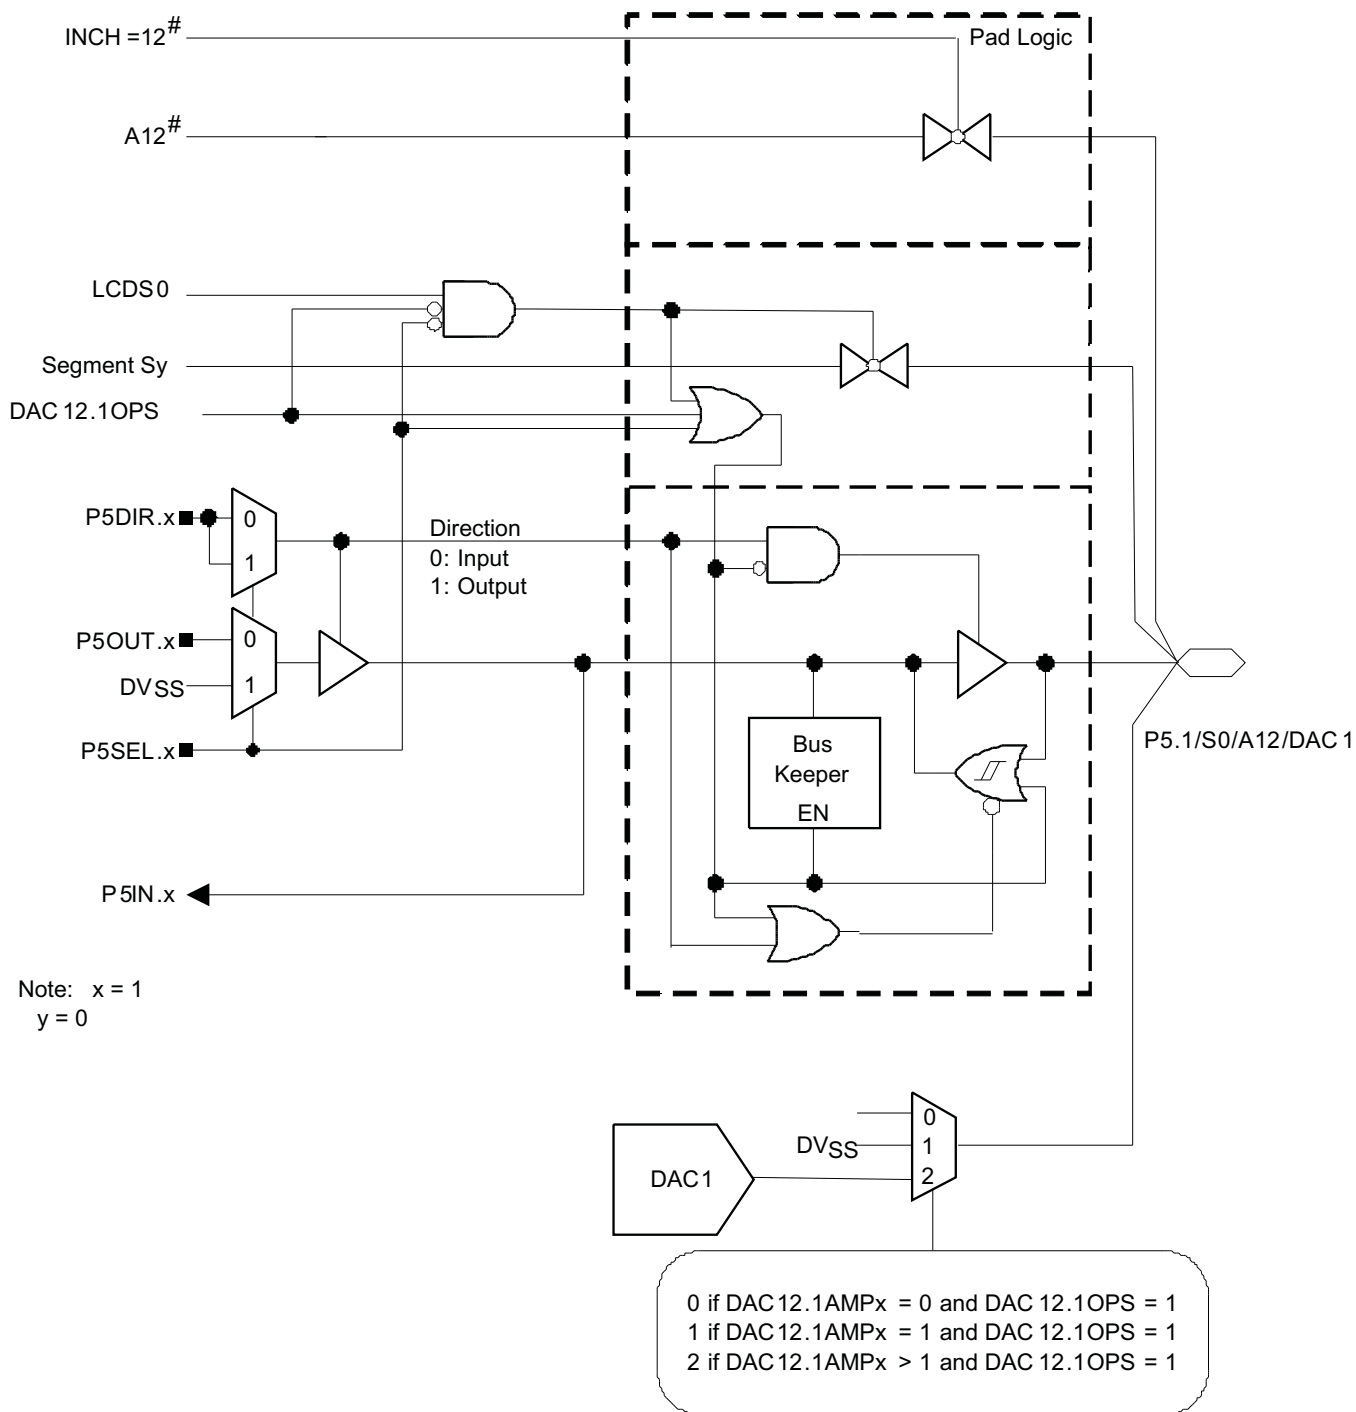 INCH =12#
Pad Logic
A12#
LCDS0
Segment Sy
DAC12.1OPS
P5DIR.x
0
1
Direction
0: Input
1: Output
P5OUT.x
0
DVSS
1
P5SEL.x
Bus
Keeper
EN
P5.1/S0/A12/DAC1
P5IN.x
Note: x = 1
y = 0
0
DVSS
1
2
DAC1
0 if DAC12.1AMPx = 0 and DAC12.1OPS = 1
1 if DAC12.1AMPx = 1 and DAC12.1OPS = 1
2 if DAC12.1AMPx > 1 and DAC12.1OPS = 1